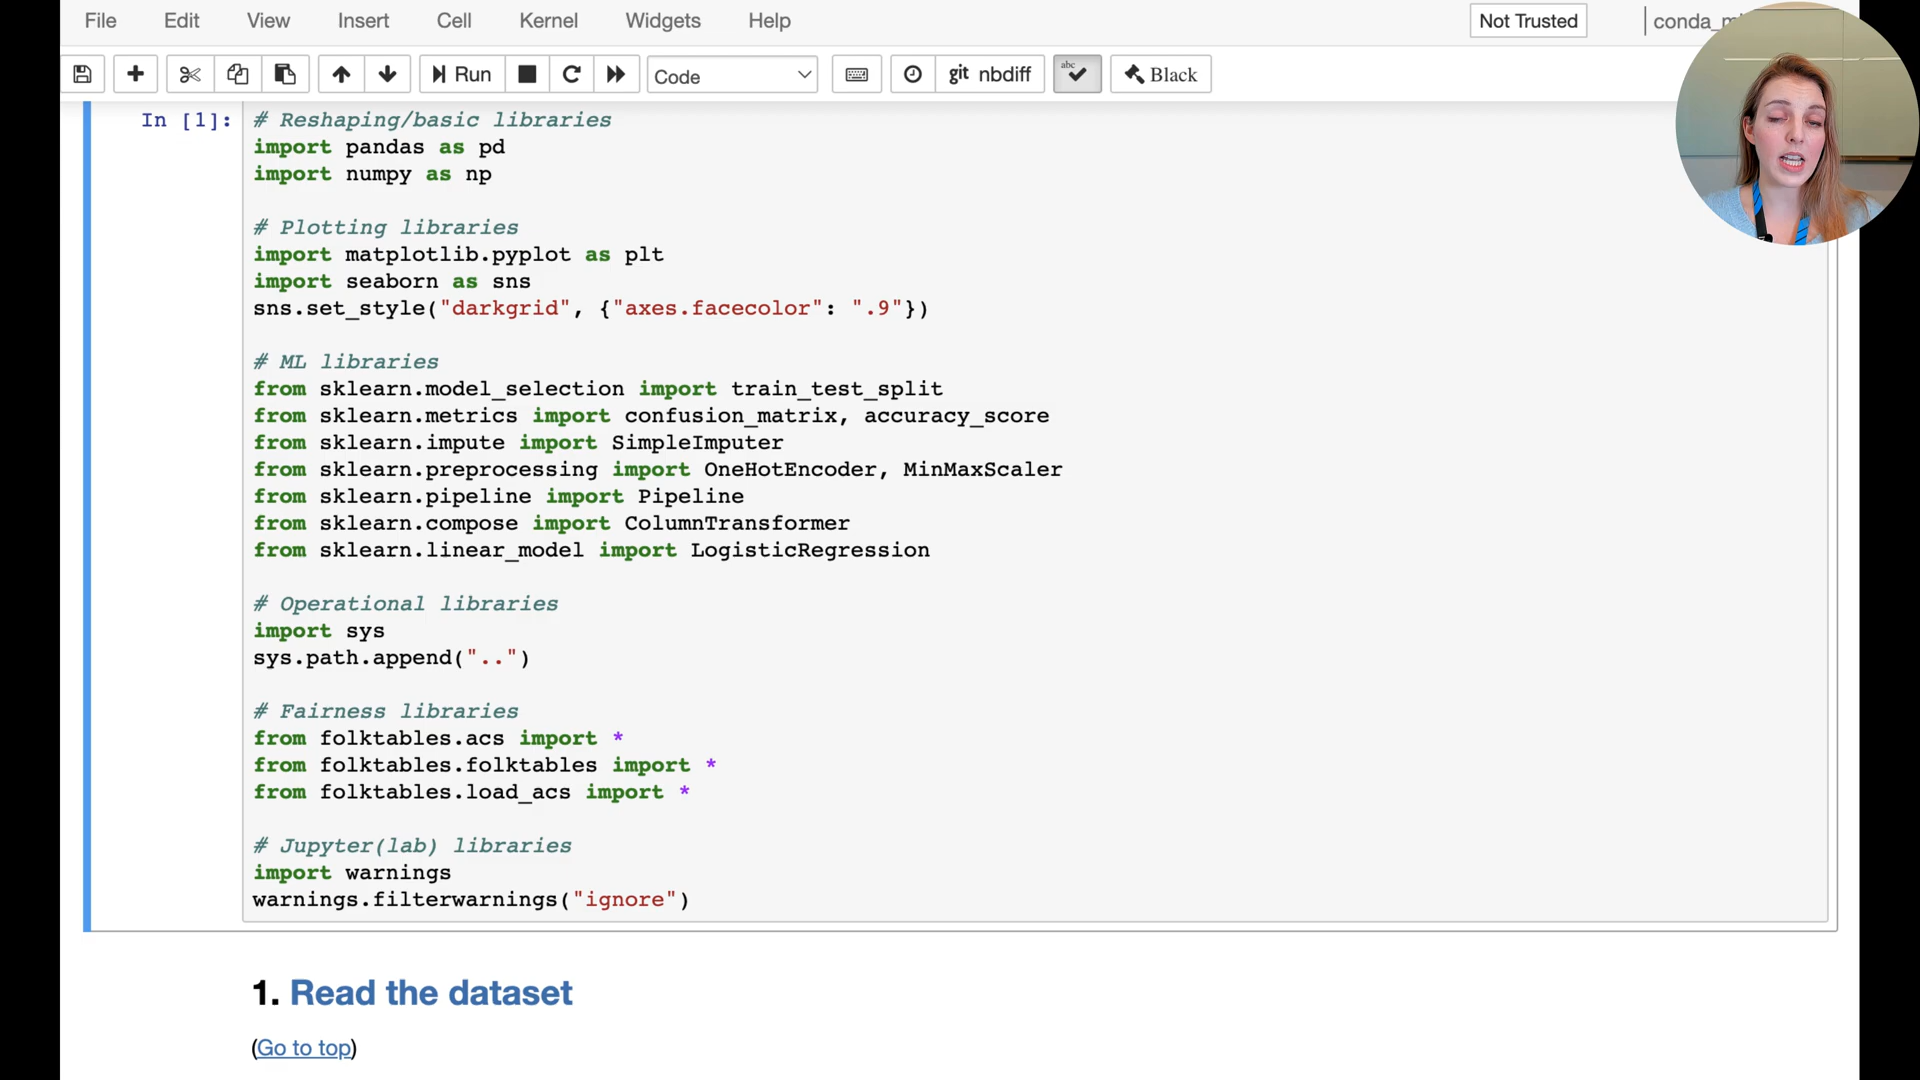 File Edit View Insert Cell Kernel Widgets Help Not Trusted
Run Code git nbdiff abc Black
In [1]:
# Reshaping/basic libraries
import pandas as pd
import numpy as np
# Plotting libraries
import matplotlib.pyplot as plt
import seaborn as sns
sns.set_style("darkgrid", {"axes.facecolor": ".9"})
# ML libraries
from sklearn.model_selection import train_test_split
from sklearn.metrics import confusion_matrix, accuracy_score
from sklearn.impute import SimpleImputer
from sklearn.preprocessing import OneHotEncoder, MinMaxScaler
from sklearn.pipeline import Pipeline
from sklearn.compose import ColumnTransformer
from sklearn.linear_model import LogisticRegression
# Operational libraries
import sys
sys.path.append("..")
# Fairness libraries
from folktables.acs import *
from folktables.folktables import *
from folktables.load_acs import *
# Jupyter(lab) libraries
import warnings
warnings.filterwarnings("ignore")
1. Read the dataset
(Go to top)